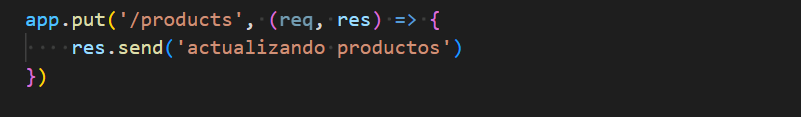 app.put('/products', (req, res) => {
    res.send('actualizando productos')
})